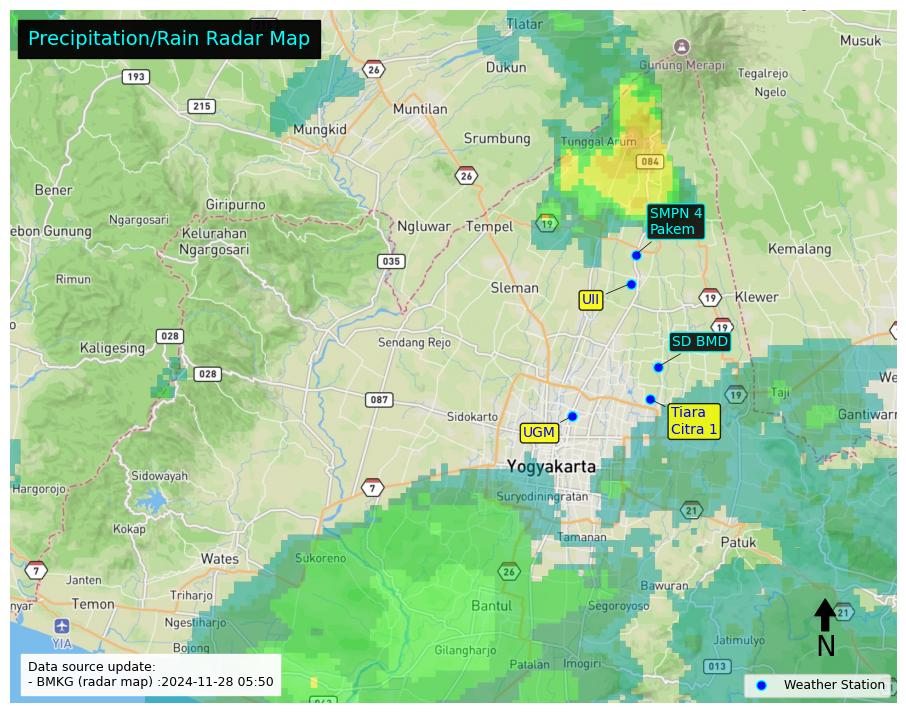 Precipitation/Rain Radar Map
Tlatar
Musuk
26
Dukun
Gunung Merapi
Tegalrejo
193
Ngelo
215
Muntilan
Mungkid
Srumbung
Tunggal Arum
084
26
Bener
Giripurno
Ngargosari
SMPN 4
Pakem
ebon Gunung
Kelurahan
Ngargosari
Ngluwar
Tempel
19
Kemalang
035
Rimun
Sleman
UII
19
Klewer
19
028
Kaligesing
Sendang Rejo
SD BMD
028
We
087
19
Taji
Sidokarto
Tiara
Citra 1
Gantiwarn
UGM
Yogyakarta
Hargorojo
Sidowayah
7
Suryodiningratan
21
Kokap
Tamanan
Patuk
Wates
Sukoreno
7
Janten
26
Bawuran
nyar
Temon
Triharjo
Bantul
Segoroyoso
21
Ngestiharjo
YIA
Bojong
Gilangharjo
Jatimulyo
N
Patalan
Imogiri
013
Data source update:
- BMKG (radar map) :2024-11-28 05:50
Weather Station